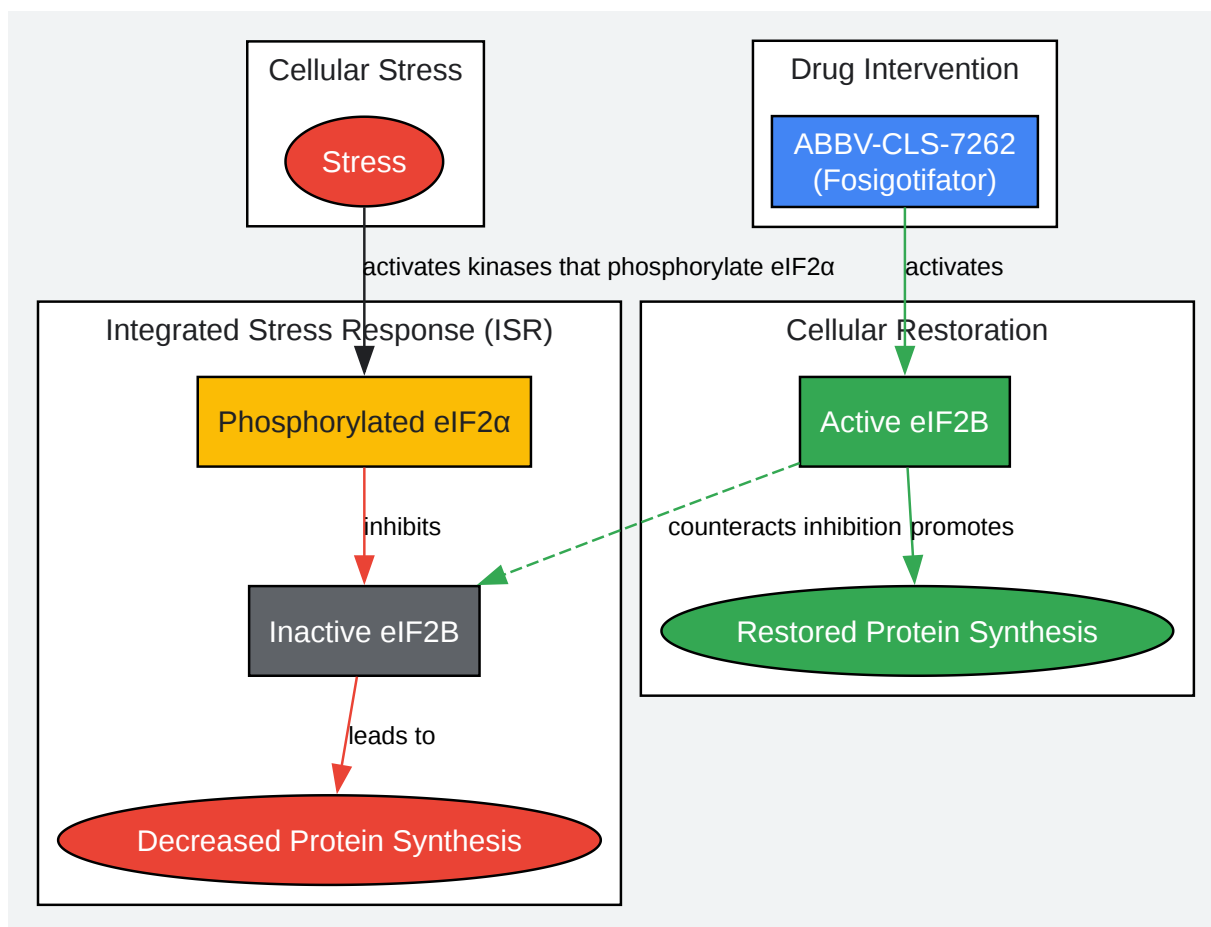 Cellular Stress
Stress
Drug Intervention
ABBV-CLS-7262
(Fosigotifator)
activates kinases that phosphorylate eIF2α
activates
Integrated Stress Response (ISR)
Phosphorylated eIF2α
inhibits
Inactive eIF2B
leads to
Decreased Protein Synthesis
Cellular Restoration
Active eIF2B
counteracts inhibition
promotes
Restored Protein Synthesis